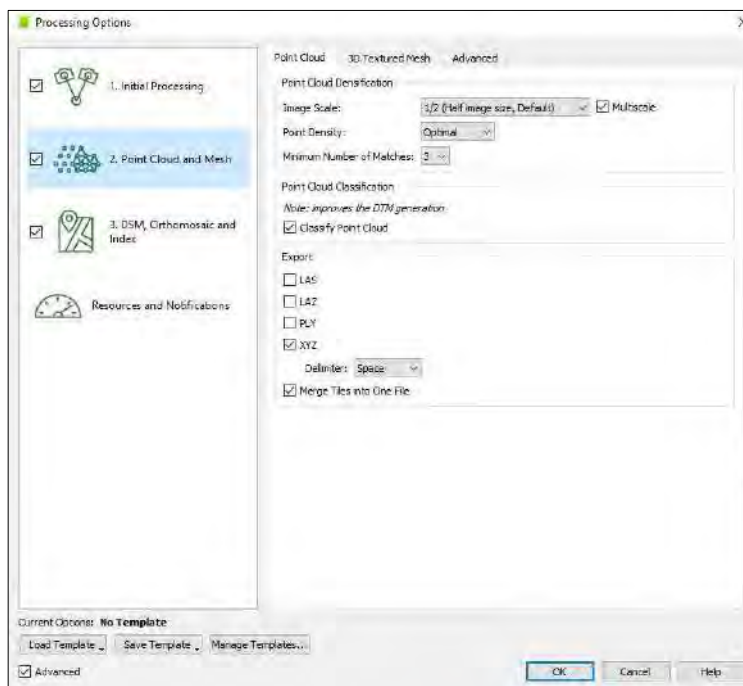 Processing Options
1. Initial Processing
2. Point Cloud and Mesh
3. DSM, Orthomosaic and
Index
Resources and Notifications
Point Cloud 3D Textured Mesh Advanced
Point Cloud Densification
Image Scale: 1/2 (Half image size, Default) Multiscale
Point Density: Optimal
Minimum Number of Matches: 3
Point Cloud Classification
Note: improves the DTM generation
Classify Point Cloud
Export
LAS
LAZ
PLY
XYZ
Delimiter: Space
Merge Tiles into One File
Current Options: No Template
Load Template Save Template Manage Templates...
Advanced
OK Cancel Help